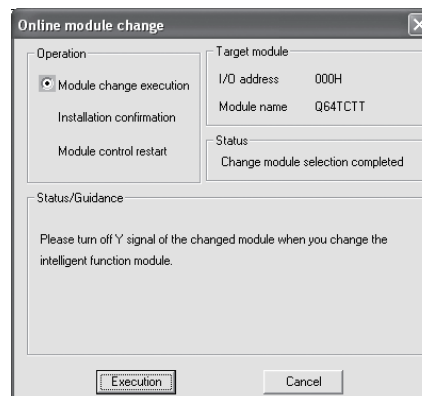 Online module change
Operation
Module change execution
Installation confirmation
Module control restart
Target module
I/O address 000H
Module name Q64TCTT
Status
Change module selection completed
Status/Guidance
Please turn off Y signal of the changed module when you change the
intelligent function module.
Execution Cancel